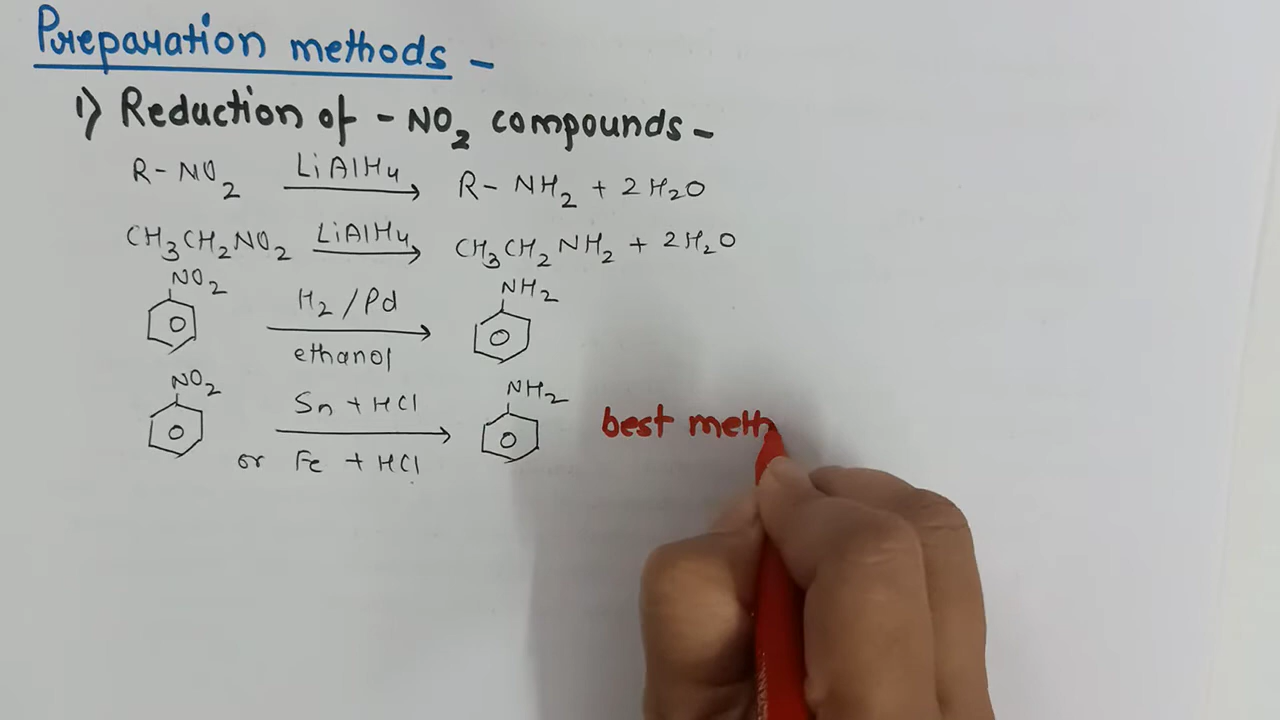 Preparation methods -
1) Reduction of - NO2 compounds -
R- NO2 LiAlH4 R- NH2 + 2H2O
CH3CH2NO2 LiAlH4 CH3CH2NH2 + 2H2O
NO2 H2/Pd NH2
ethanol
NO2 Sn + HCl NH2
best meth
or Fe + HCl